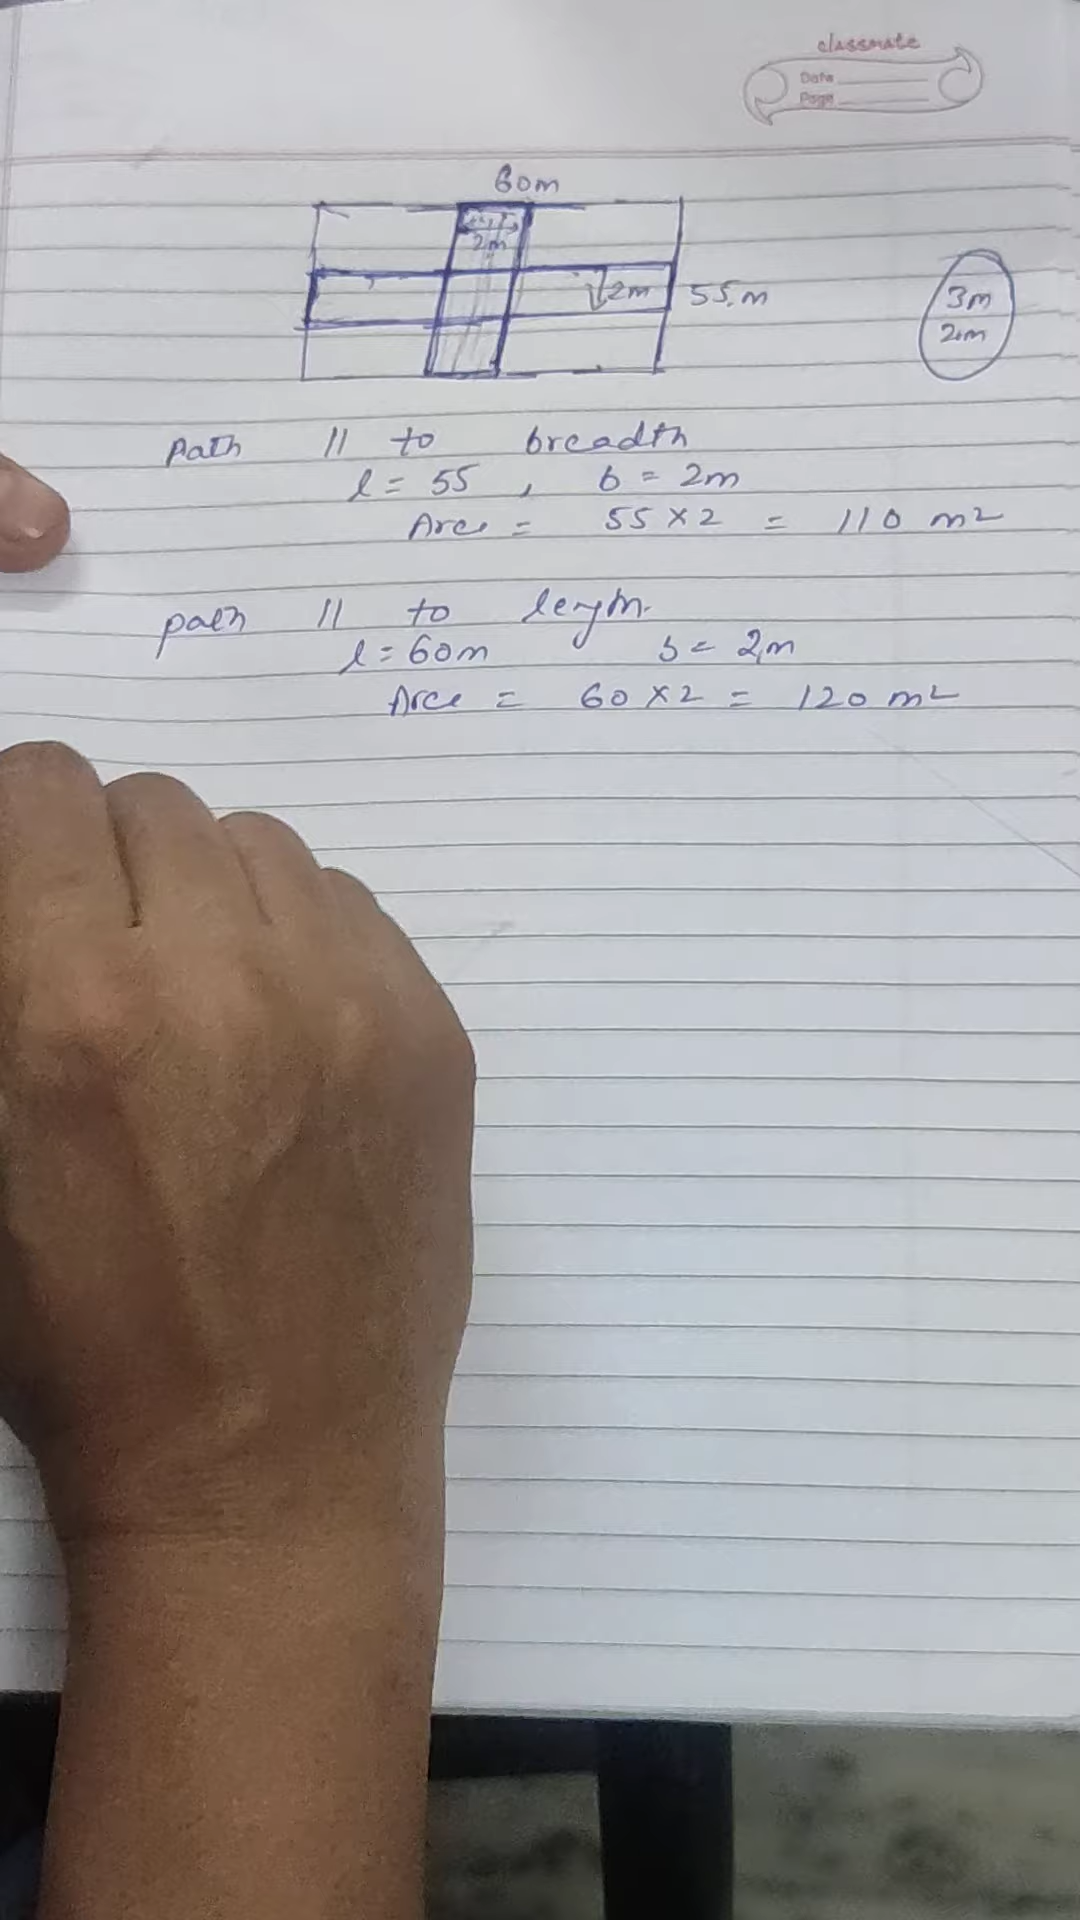 classmate
Date
Page
60m
2m
2m
55m
3m
2m
Path || to breadth
l = 55 , b = 2m
Area = 55 × 2 = 110 m²
path || to length
l = 60m b = 2m
Area = 60 × 2 = 120 m²